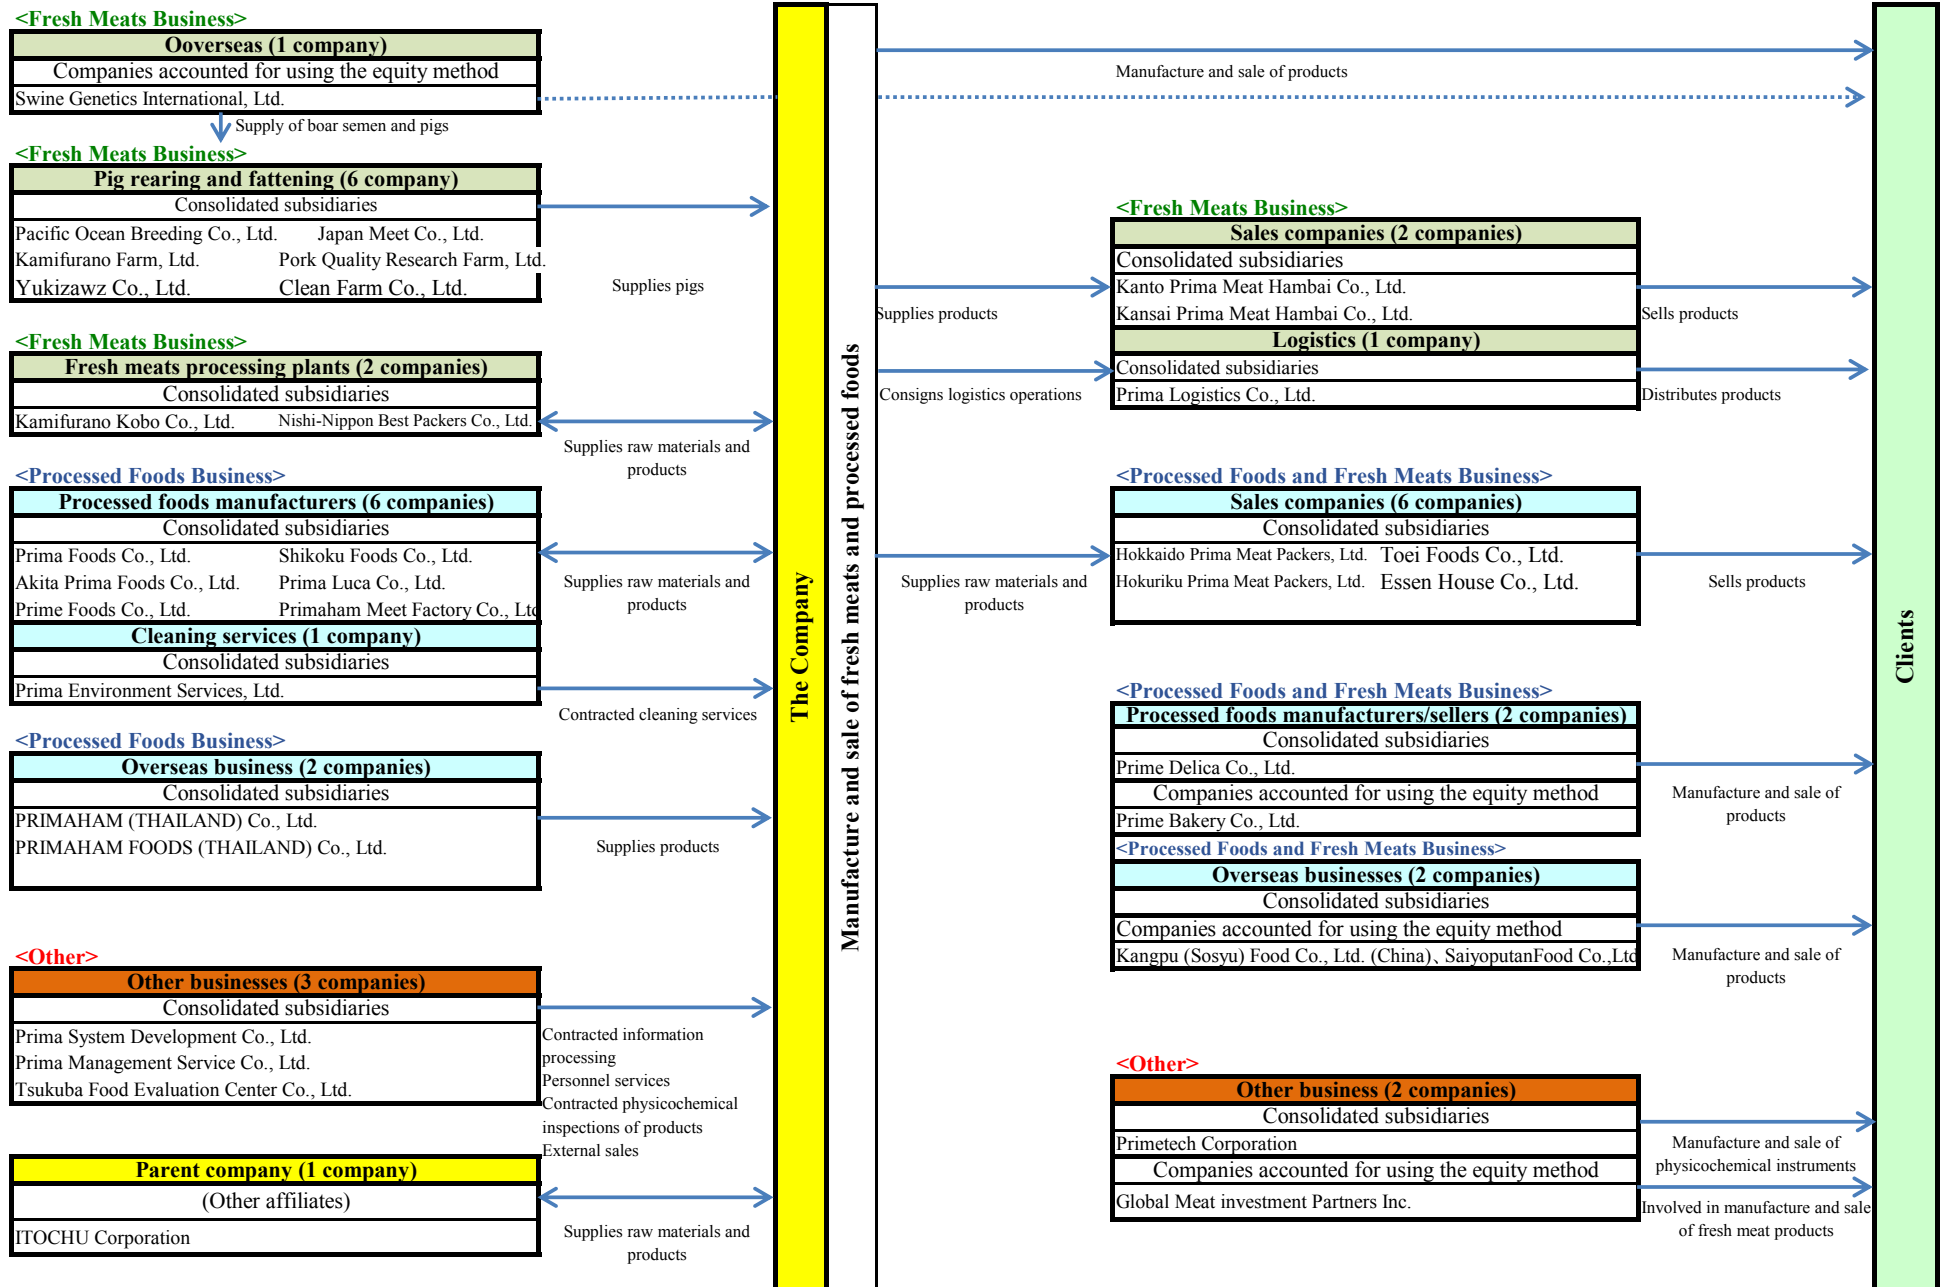 <Fresh Meats Business>
Ooverseas (1 company)
Companies accounted for using the equity method
Swine Genetics International, Ltd.
Supply of boar semen and pigs
<Fresh Meats Business>
Pig rearing and fattening (6 company)
Consolidated subsidiaries
Pacific Ocean Breeding Co., Ltd. Japan Meet Co., Ltd.
Kamifurano Farm, Ltd. Pork Quality Research Farm, Ltd.
Yukizawz Co., Ltd. Clean Farm Co., Ltd.
Supplies pigs
<Fresh Meats Business>
Fresh meats processing plants (2 companies)
Consolidated subsidiaries
Kamifurano Kobo Co., Ltd. Nishi-Nippon Best Packers Co., Ltd.
Supplies raw materials and
products
<Processed Foods Business>
Processed foods manufacturers (6 companies)
Consolidated subsidiaries
Prima Foods Co., Ltd. Shikoku Foods Co., Ltd.
Akita Prima Foods Co., Ltd. Prima Luca Co., Ltd.
Prime Foods Co., Ltd. Primaham Meet Factory Co., Ltd
Supplies raw materials and
products
Cleaning services (1 company)
Consolidated subsidiaries
Prima Environment Services, Ltd.
Contracted cleaning services
<Processed Foods Business>
Overseas business (2 companies)
Consolidated subsidiaries
PRIMAHAM (THAILAND) Co., Ltd.
PRIMAHAM FOODS (THAILAND) Co., Ltd.
Supplies products
<Other>
Other businesses (3 companies)
Consolidated subsidiaries
Prima System Development Co., Ltd.
Prima Management Service Co., Ltd.
Tsukuba Food Evaluation Center Co., Ltd.
Contracted information
processing
Personnel services
Contracted physicochemical
inspections of products
External sales
Parent company (1 company)
(Other affiliates)
ITOCHU Corporation
Supplies raw materials and
products
The Company
Manufacture and sale of fresh meats and processed foods
Manufacture and sale of products
<Fresh Meats Business>
Sales companies (2 companies)
Consolidated subsidiaries
Kanto Prima Meat Hambai Co., Ltd.
Kansai Prima Meat Hambai Co., Ltd.
Supplies products
Sells products
Logistics (1 company)
Consolidated subsidiaries
Prima Logistics Co., Ltd.
Consigns logistics operations
Distributes products
<Processed Foods and Fresh Meats Business>
Sales companies (6 companies)
Consolidated subsidiaries
Hokkaido Prima Meat Packers, Ltd. Toei Foods Co., Ltd.
Hokuriku Prima Meat Packers, Ltd. Essen House Co., Ltd.
Supplies raw materials and
products
Sells products
<Processed Foods and Fresh Meats Business>
Processed foods manufacturers/sellers (2 companies)
Consolidated subsidiaries
Prime Delica Co., Ltd.
Companies accounted for using the equity method
Prime Bakery Co., Ltd.
Manufacture and sale of
products
<Processed Foods and Fresh Meats Business>
Overseas businesses (2 companies)
Consolidated subsidiaries
Companies accounted for using the equity method
Kangpu (Sosyu) Food Co., Ltd. (China)、SaiyoputanFood Co.,Ltd
Manufacture and sale of
products
<Other>
Other business (2 companies)
Consolidated subsidiaries
Primetech Corporation
Manufacture and sale of
physicochemical instruments
Companies accounted for using the equity method
Global Meat investment Partners Inc.
Involved in manufacture and sale
of fresh meat products
Clients